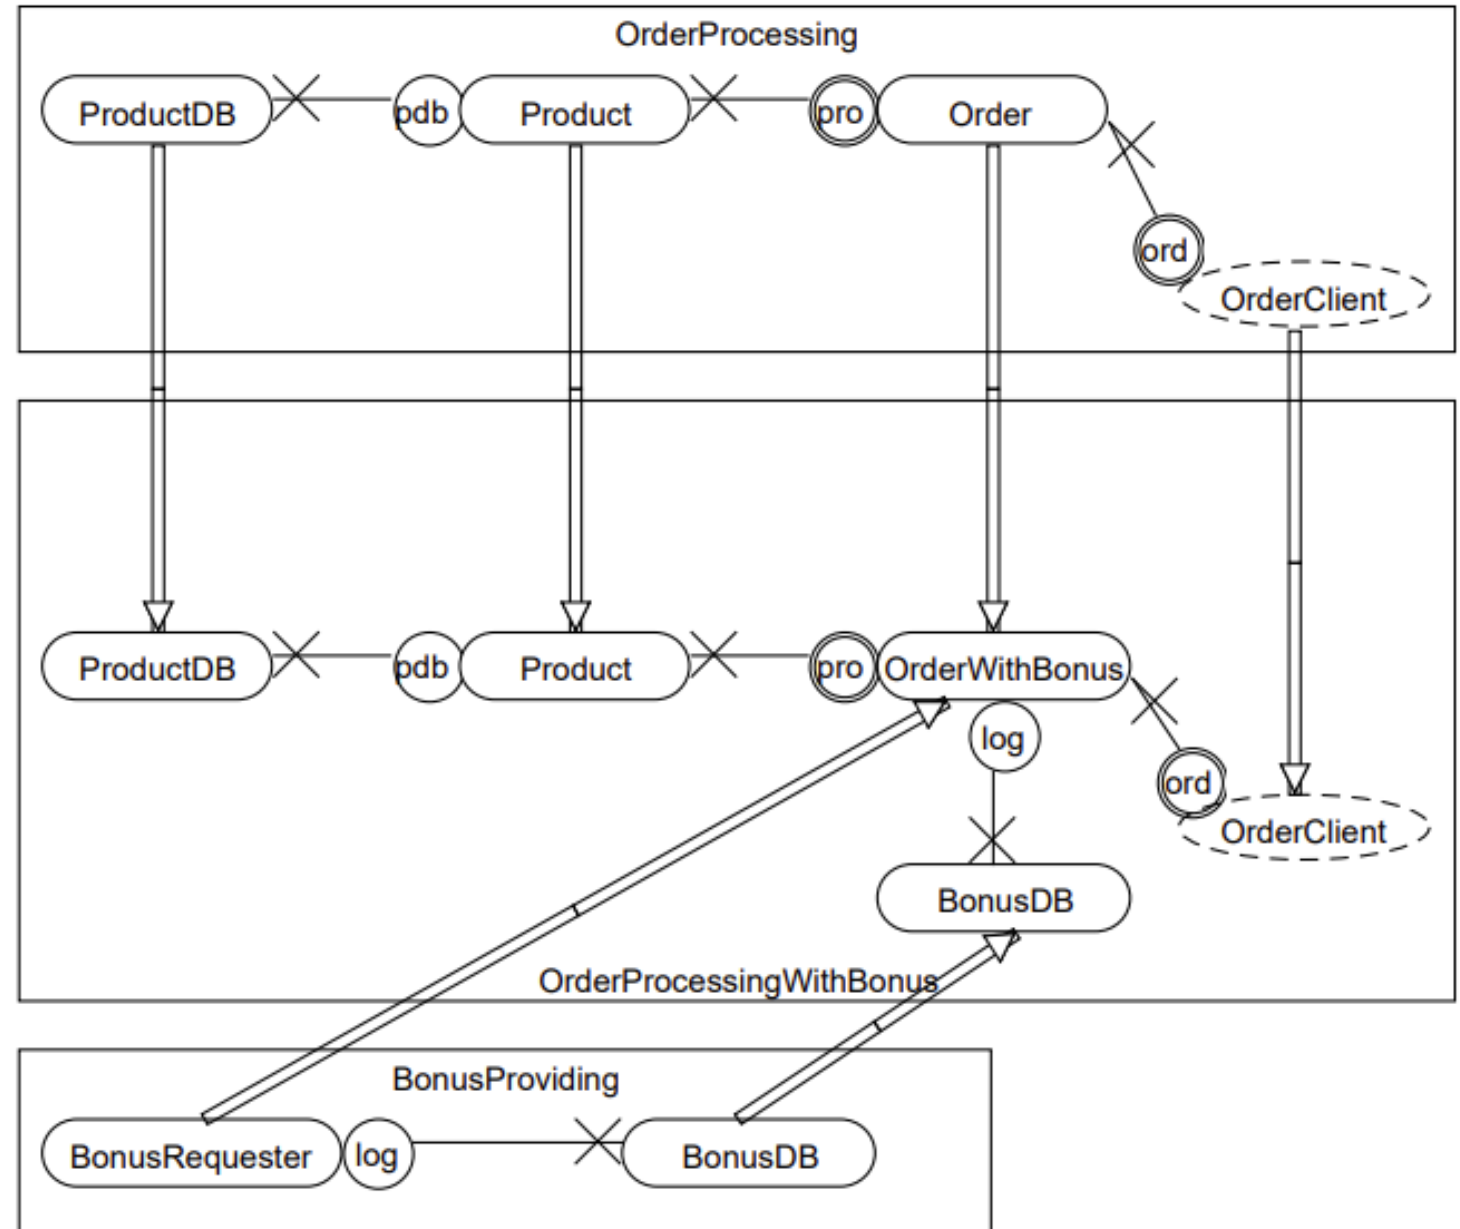 OrderProcessing
ProductDB
pdb
Product
pro
Order
ord
OrderClient
ProductDB
pdb
Product
pro
OrderWithBonus
log
ord
OrderClient
BonusDB
OrderProcessingWithBonus
BonusProviding
BonusRequester
log
BonusDB